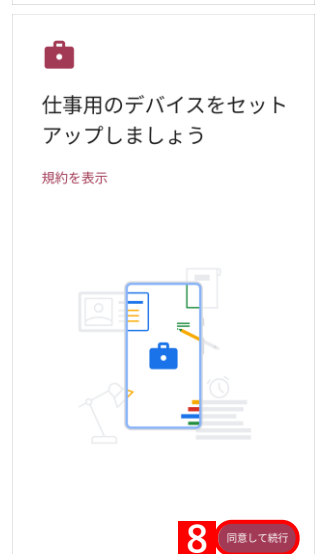 仕事用のデバイスをセット
アップしましょう
規約を表示
8 同意して続行